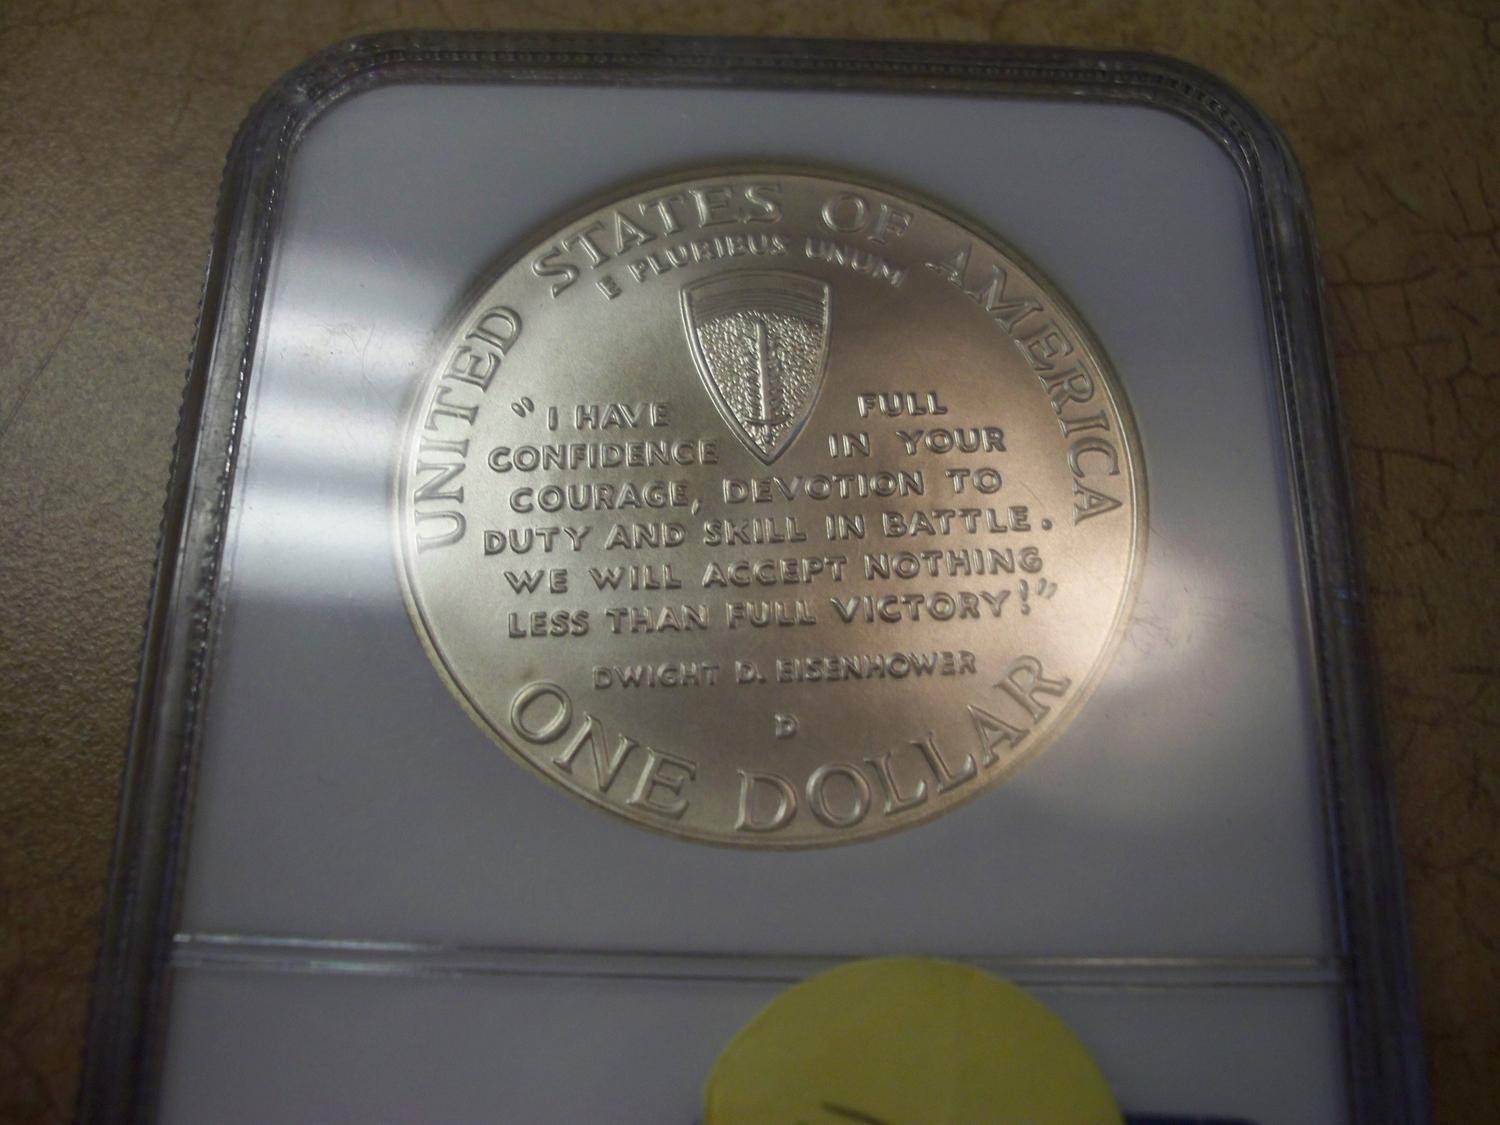 UNITED STATES OF AMERICA
E PLURIBUS UNUM
"I HAVE FULL
CONFIDENCE IN YOUR
COURAGE, DEVOTION TO
DUTY AND SKILL IN BATTLE.
WE WILL ACCEPT NOTHING
LESS THAN FULL VICTORY!"
DWIGHT D. EISENHOWER
D
ONE DOLLAR